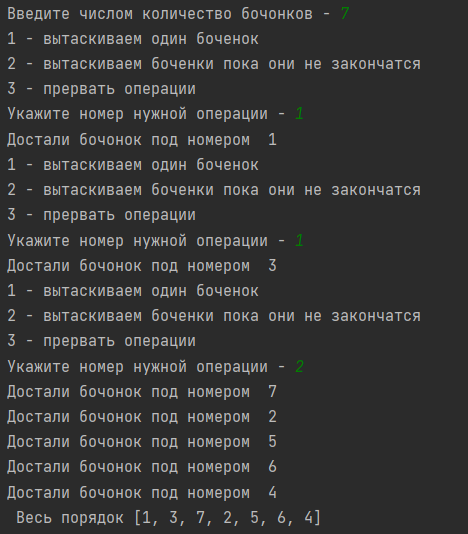 Введите числом количество бочонков - 7
1 - вытаскиваем один боченок
2 - вытаскиваем боченки пока они не закончатся
3 - прервать операции
Укажите номер нужной операции - 1
Достали бочонок под номером  1
1 - вытаскиваем один боченок
2 - вытаскиваем боченки пока они не закончатся
3 - прервать операции
Укажите номер нужной операции - 1
Достали бочонок под номером  3
1 - вытаскиваем один боченок
2 - вытаскиваем боченки пока они не закончатся
3 - прервать операции
Укажите номер нужной операции - 2
Достали бочонок под номером  7
Достали бочонок под номером  2
Достали бочонок под номером  5
Достали бочонок под номером  6
Достали бочонок под номером  4
 Весь порядок [1, 3, 7, 2, 5, 6, 4]